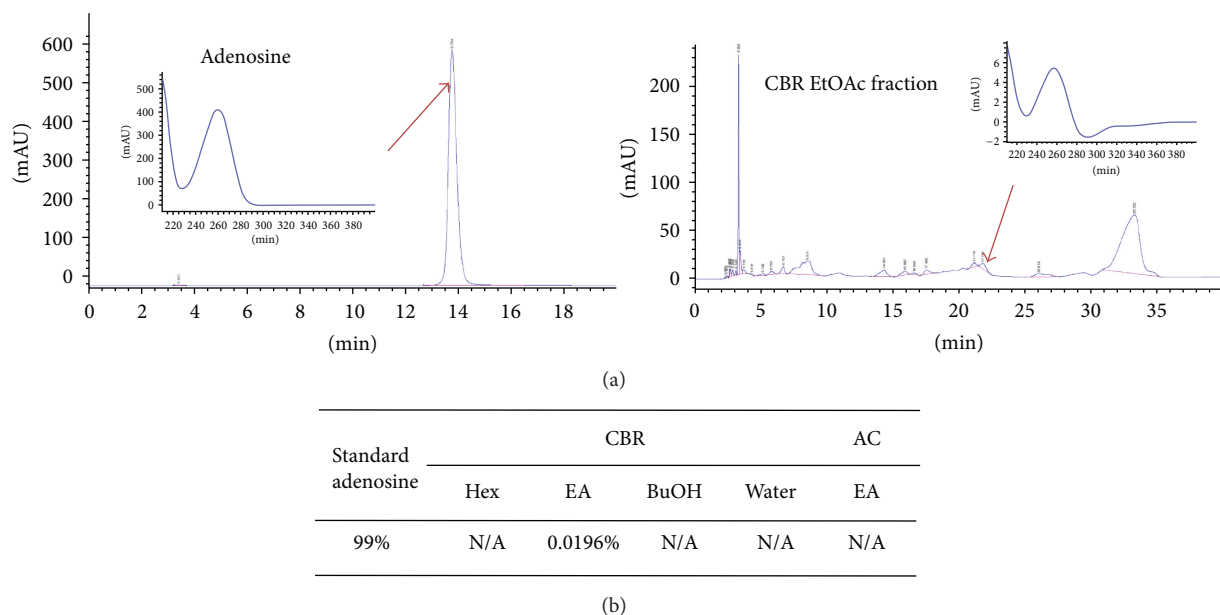 Adenosine
600
500
400
300
200
100
0
(mAU)
0 2 4 6 8 10 12 14 16 18
(min)
500
400
300
200
100
0
(mAU)
220 260 300 340 380
(min)
CBR EtOAc fraction
200
150
100
50
0
(mAU)
0 5 10 15 20 25 30 35
(min)
6
4
2
0
−2
(mAU)
220 240 260 280 300 320 340 360 380
(min)
(a)
Standard adenosine
CBR AC
Hex EA BuOH Water EA
99% N/A 0.0196% N/A N/A N/A
(b)